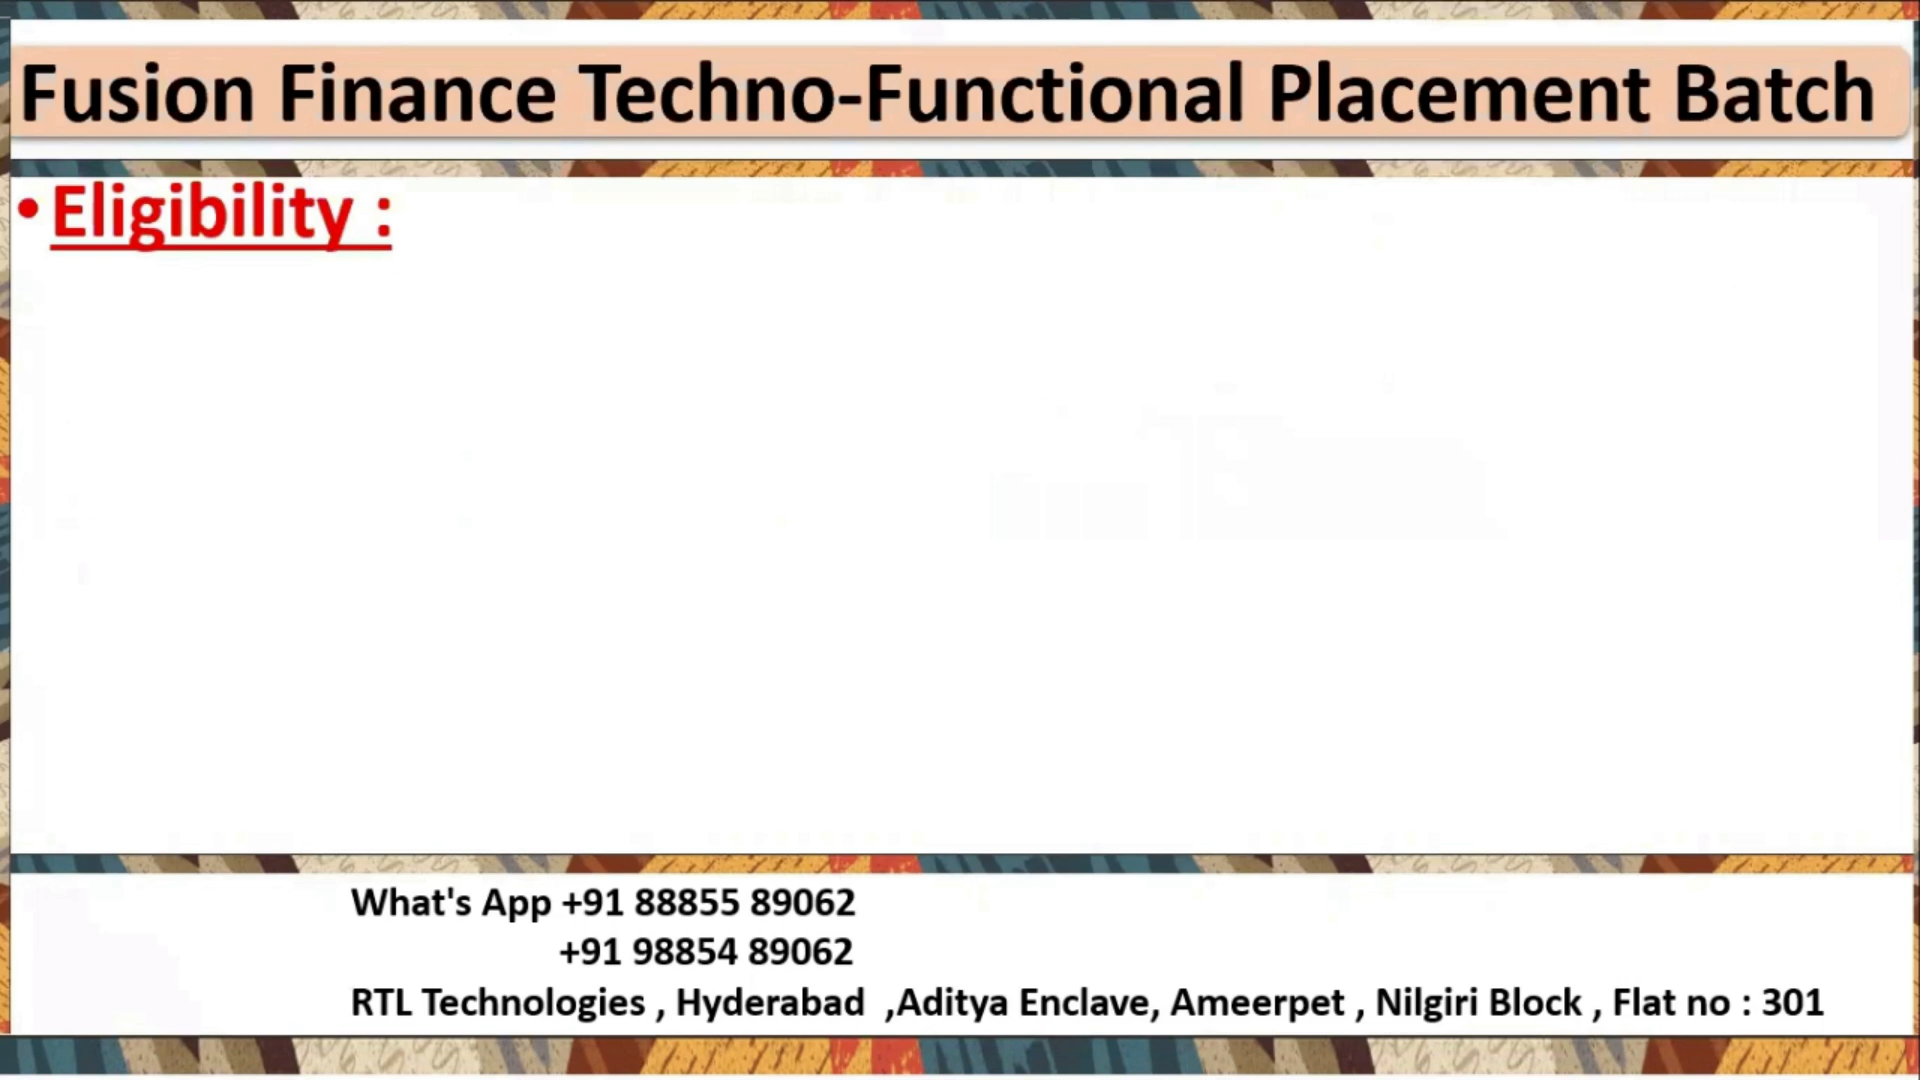 Fusion Finance Techno-Functional Placement Batch
•Eligibility :
What's App +91 88855 89062
+91 98854 89062
RTL Technologies , Hyderabad ,Aditya Enclave, Ameerpet , Nilgiri Block , Flat no : 301